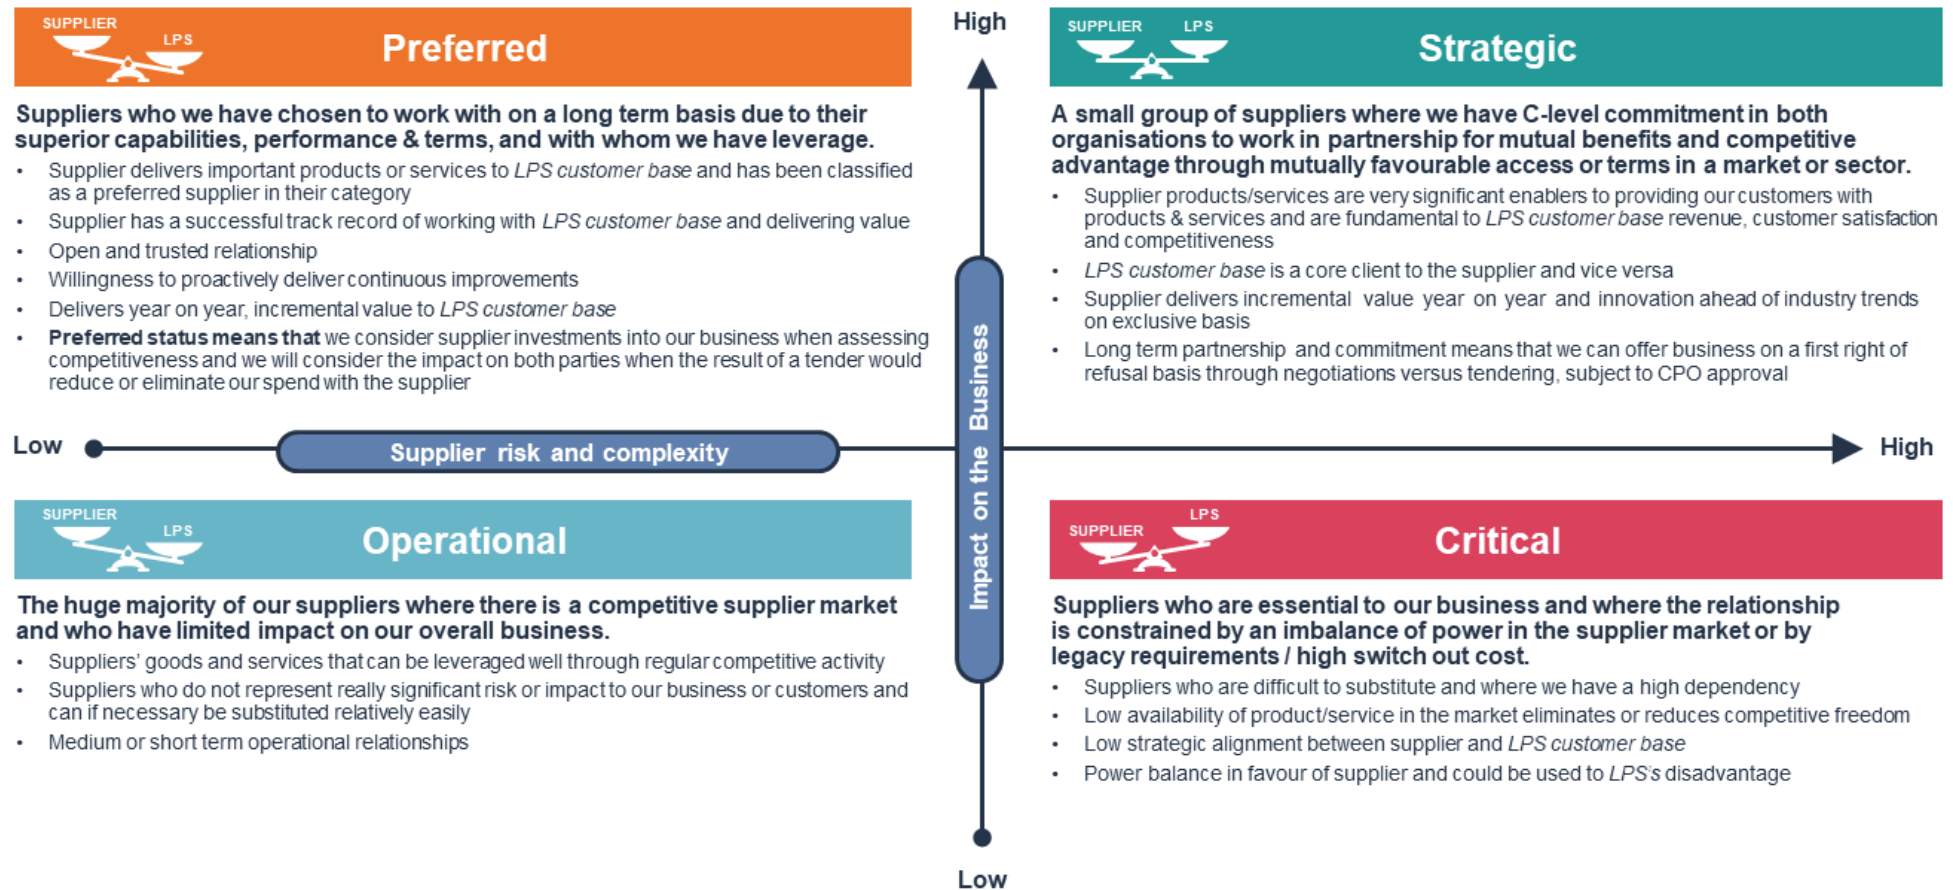 SUPPLIER
LPS
Preferred
Suppliers who we have chosen to work with on a long term basis due to their
superior capabilities, performance & terms, and with whom we have leverage.
• Supplier delivers important products or services to LPS customer base and has been classified
as a preferred supplier in their category
• Supplier has a successful track record of working with LPS customer base and delivering value
• Open and trusted relationship
• Willingness to proactively deliver continuous improvements
• Delivers year on year, incremental value to LPS customer base
• Preferred status means that we consider supplier investments into our business when assessing
competitiveness and we will consider the impact on both parties when the result of a tender would
reduce or eliminate our spend with the supplier
High
SUPPLIER
LPS
Strategic
A small group of suppliers where we have C-level commitment in both
organisations to work in partnership for mutual benefits and competitive
advantage through mutually favourable access or terms in a market or sector.
• Supplier products/services are very significant enablers to providing our customers with
products & services and are fundamental to LPS customer base revenue, customer satisfaction
and competitiveness
• LPS customer base is a core client to the supplier and vice versa
• Supplier delivers incremental value year on year and innovation ahead of industry trends
on exclusive basis
• Long term partnership and commitment means that we can offer business on a first right of
refusal basis through negotiations versus tendering, subject to CPO approval
Low
Supplier risk and complexity
Impact on the Business
High
SUPPLIER
LPS
Operational
The huge majority of our suppliers where there is a competitive supplier market
and who have limited impact on our overall business.
• Suppliers' goods and services that can be leveraged well through regular competitive activity
• Suppliers who do not represent really significant risk or impact to our business or customers and
can if necessary be substituted relatively easily
• Medium or short term operational relationships
SUPPLIER
LPS
Critical
Suppliers who are essential to our business and where the relationship
is constrained by an imbalance of power in the supplier market or by
legacy requirements / high switch out cost.
• Suppliers who are difficult to substitute and where we have a high dependency
• Low availability of product/service in the market eliminates or reduces competitive freedom
• Low strategic alignment between supplier and LPS customer base
• Power balance in favour of supplier and could be used to LPS's disadvantage
Low